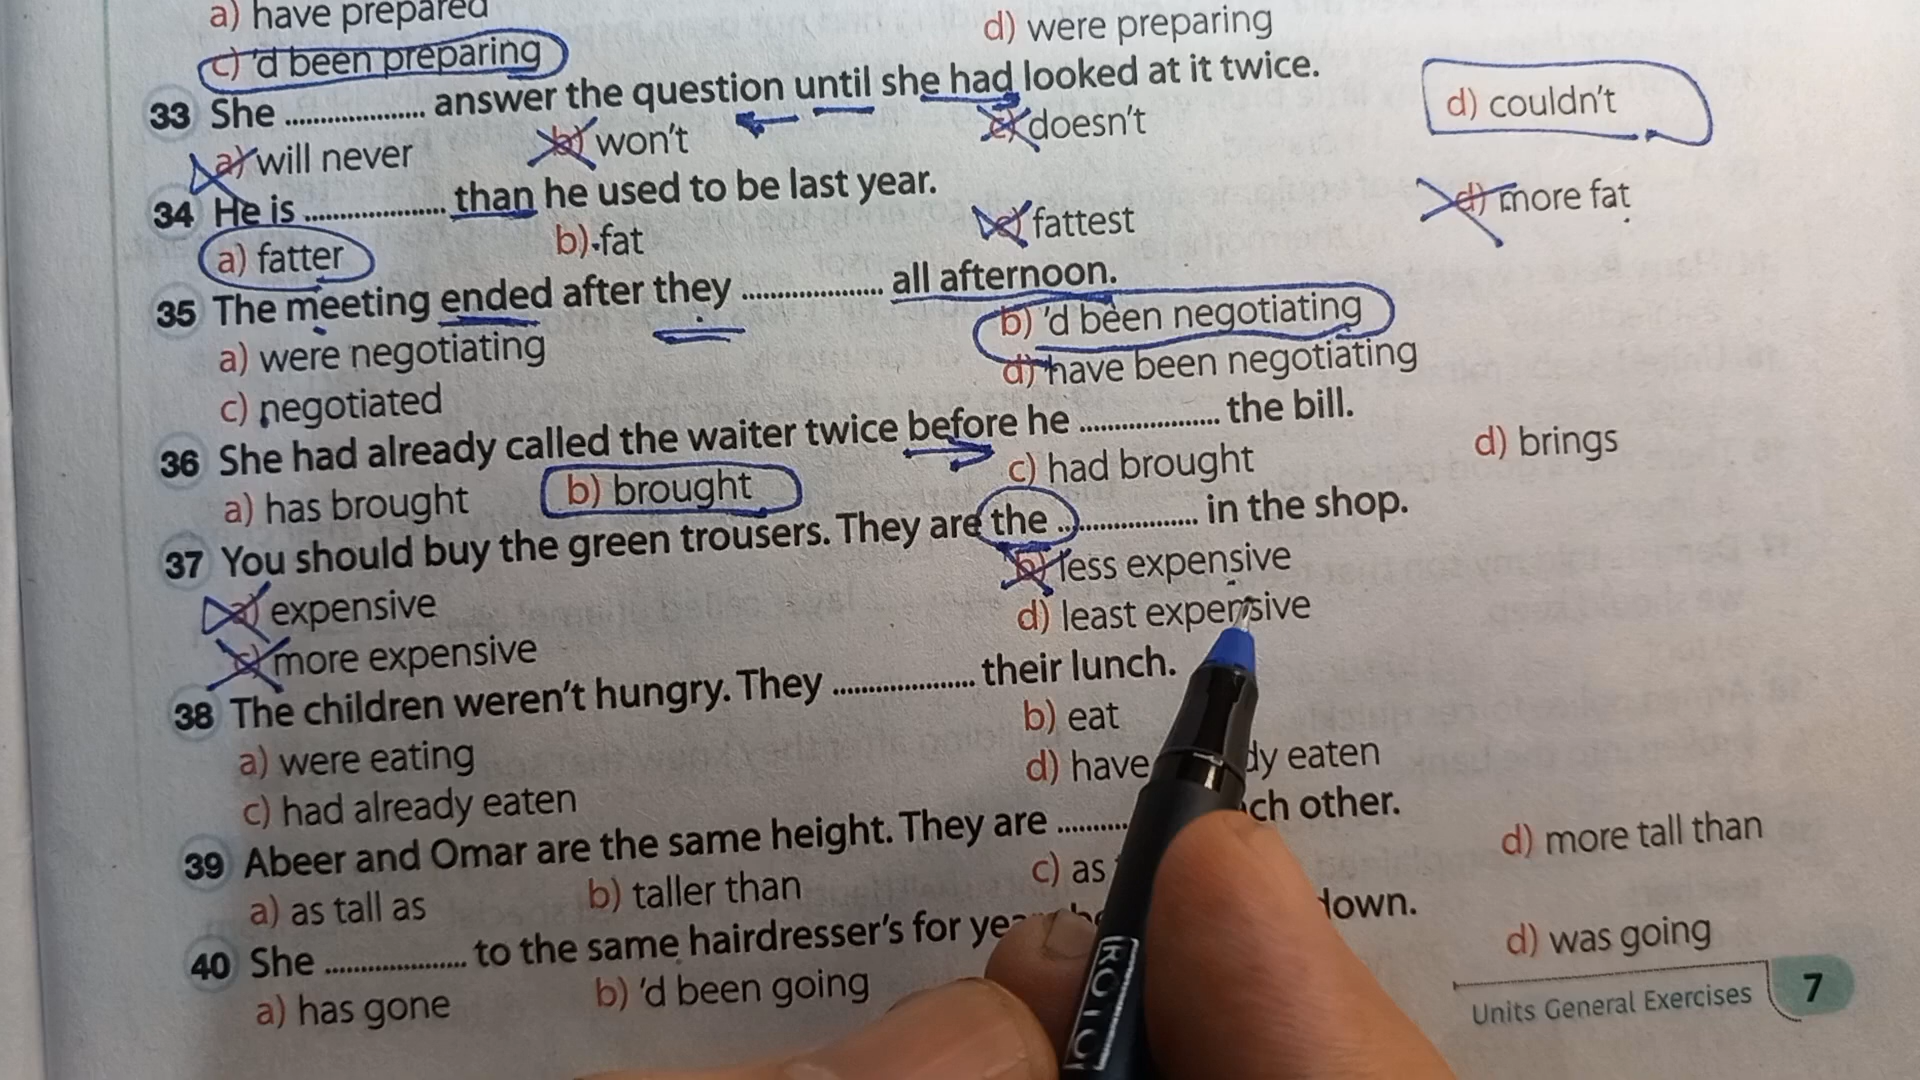 a) have prepared
d) were preparing
c) 'd been preparing
33 She .................... answer the question until she had looked at it twice.
a) will never b) won't c) doesn't d) couldn't
34 He is .................... than he used to be last year.
a) fatter b) fat c) fattest d) more fat
35 The meeting ended after they .................... all afternoon.
a) were negotiating b) 'd been negotiating
c) negotiated d) have been negotiating
36 She had already called the waiter twice before he .................... the bill.
a) has brought b) brought c) had brought d) brings
37 You should buy the green trousers. They are the .................... in the shop.
a) expensive b) less expensive
c) more expensive d) least expensive
38 The children weren't hungry. They .................... their lunch.
a) were eating b) eat
c) had already eaten d) have dy eaten
39 Abeer and Omar are the same height. They are .......... ch other.
a) as tall as b) taller than c) as d) more tall than
40 She .................... to the same hairdresser's for down.
a) has gone b) 'd been going d) was going
Units General Exercises 7